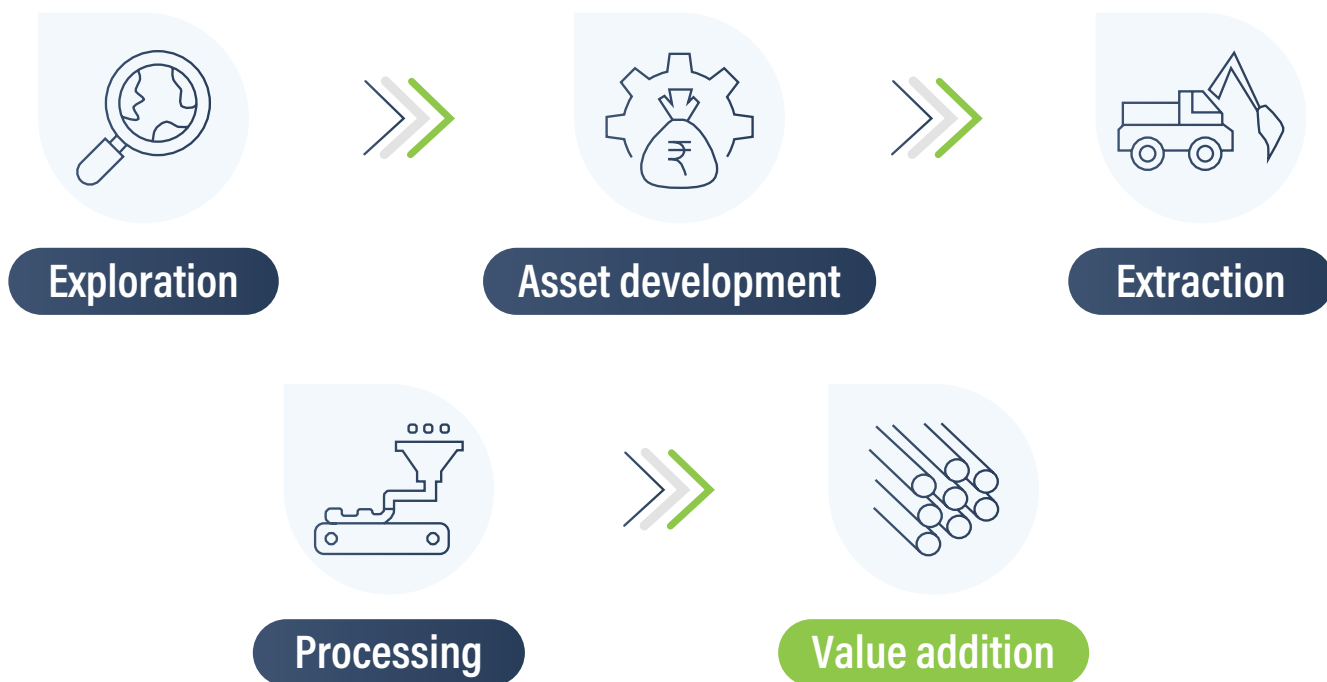 ₹
Exploration
Asset development
Extraction
Processing
Value addition